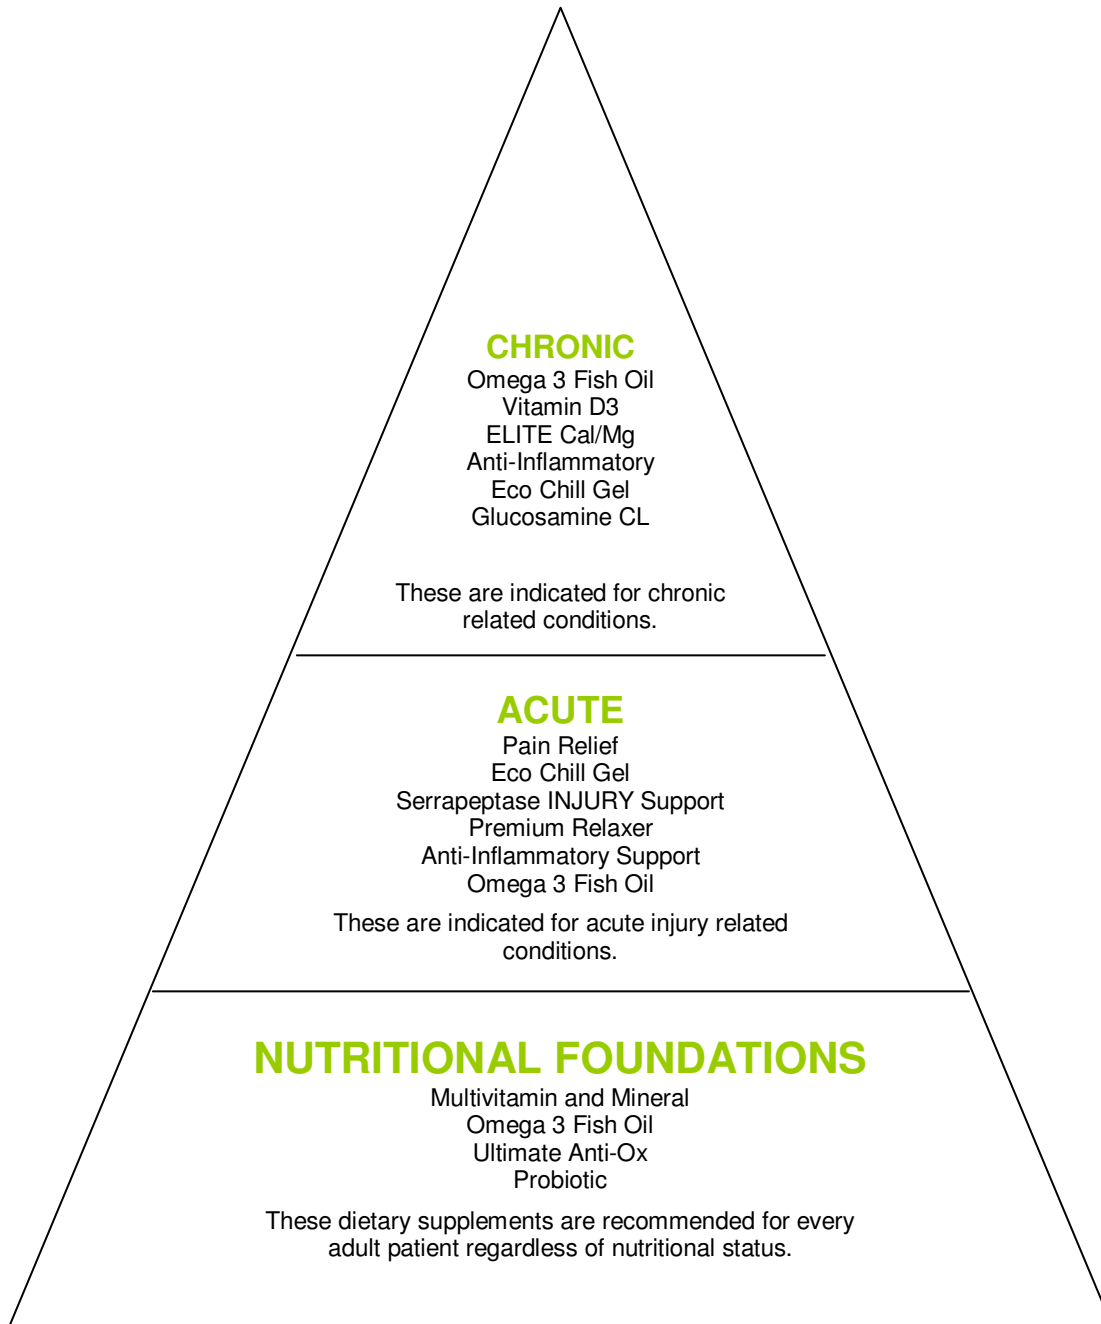 CHRONIC
Omega 3 Fish Oil
Vitamin D3
ELITE Cal/Mg
Anti-Inflammatory
Eco Chill Gel
Glucosamine CL
These are indicated for chronic
related conditions.
ACUTE
Pain Relief
Eco Chill Gel
Serrapeptase INJURY Support
Premium Relaxer
Anti-Inflammatory Support
Omega 3 Fish Oil
These are indicated for acute injury related
conditions.
NUTRITIONAL FOUNDATIONS
Multivitamin and Mineral
Omega 3 Fish Oil
Ultimate Anti-Ox
Probiotic
These dietary supplements are recommended for every
adult patient regardless of nutritional status.